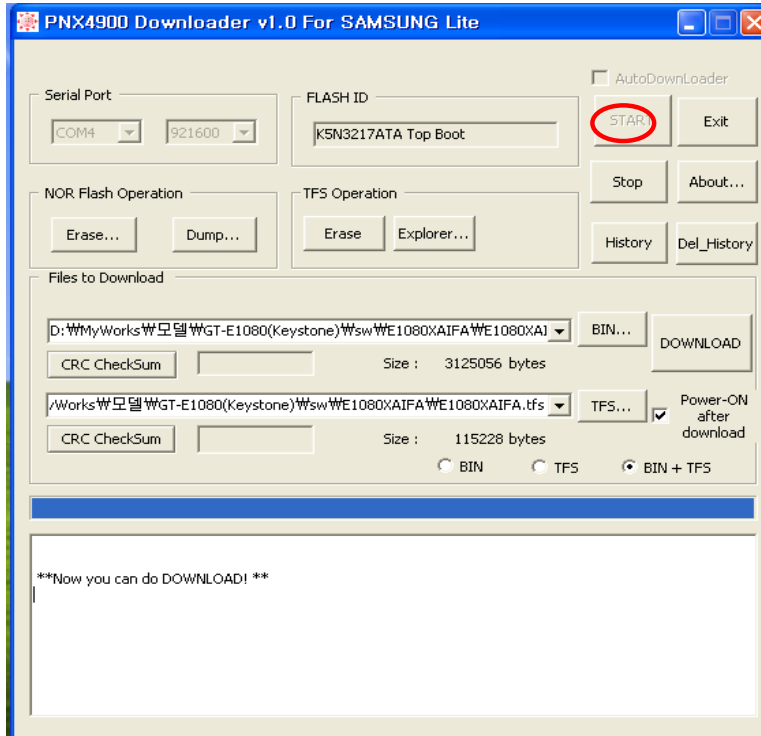 PNX4900 Downloader v1.0 For SAMSUNG Lite
AutoDownLoader
Serial Port
COM4
921600
FLASH ID
K5N3217ATA Top Boot
START
Exit
Stop
About...
NOR Flash Operation
Erase...
Dump...
TFS Operation
Erase
Explorer...
History
Del_History
Files to Download
D:₩MyWorks₩모델₩GT-E1080(Keystone)₩sw₩E1080XAIFA₩E1080XAI
BIN...
DOWNLOAD
CRC CheckSum
Size : 3125056 bytes
/Works₩모델₩GT-E1080(Keystone)₩sw₩E1080XAIFA₩E1080XAIFA.tfs
TFS...
Power-ON
after
download
CRC CheckSum
Size : 115228 bytes
BIN
TFS
BIN + TFS
**Now you can do DOWNLOAD! **